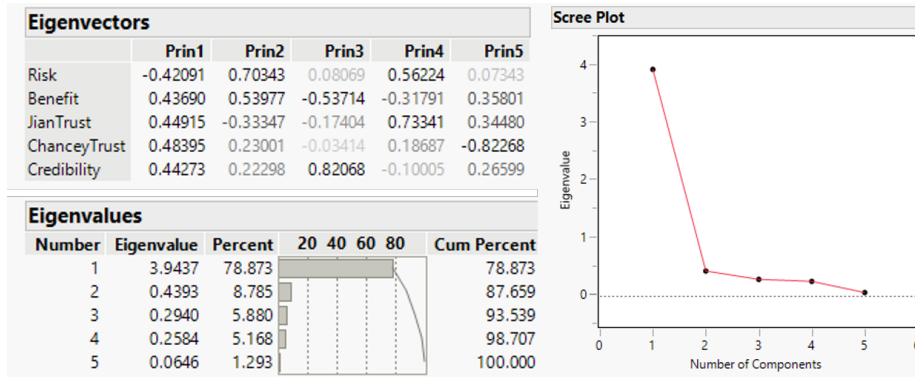 Eigenvectors
Prin1 Prin2 Prin3 Prin4 Prin5
Risk -0.42091 0.70343 0.08069 0.56224 0.07343
Benefit 0.43690 0.53977 -0.53714 -0.31791 0.35801
JianTrust 0.44915 -0.33347 -0.17404 0.73341 0.34480
ChanceyTrust 0.48395 0.23001 -0.03414 0.18687 -0.82268
Credibility 0.44273 0.22298 0.82068 -0.10005 0.26599
Eigenvalues
Number Eigenvalue Percent 20 40 60 80 Cum Percent
1 3.9437 78.873 78.873
2 0.4393 8.785 87.659
3 0.2940 5.880 93.539
4 0.2584 5.168 98.707
5 0.0646 1.293 100.000
Scree Plot
4
3
2
1
0
Eigenvalue
0 1 2 3 4 5
Number of Components